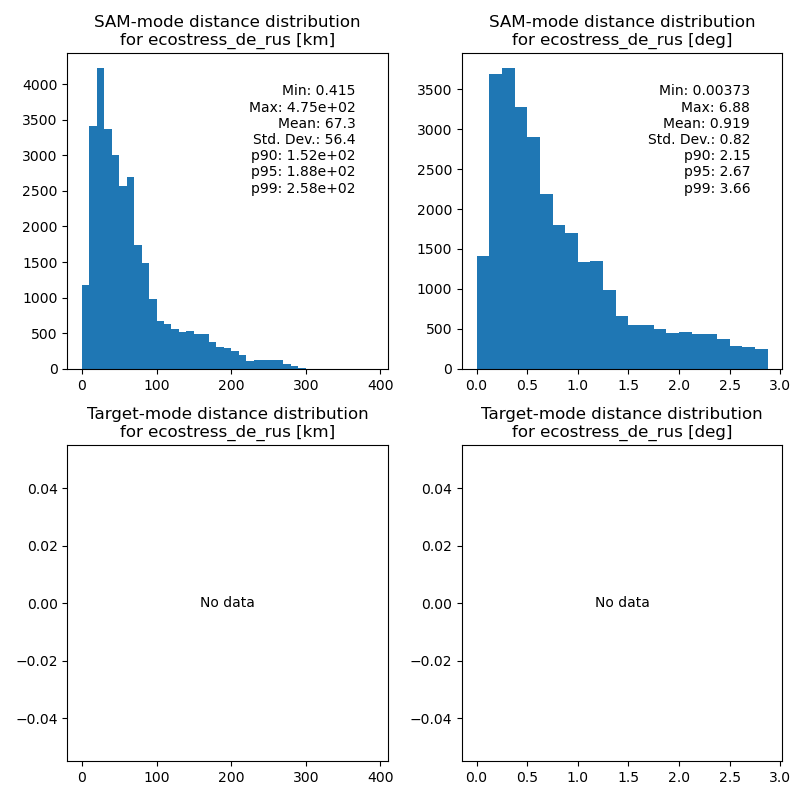 SAM-mode distance distribution
for ecostress_de_rus [km]
Min: 0.415
Max: 4.75e+02
Mean: 67.3
Std. Dev.: 56.4
p90: 1.52e+02
p95: 1.88e+02
p99: 2.58e+02
4000
3500
3000
2500
2000
1500
1000
500
0
0 100 200 300 400
SAM-mode distance distribution
for ecostress_de_rus [deg]
Min: 0.00373
Max: 6.88
Mean: 0.919
Std. Dev.: 0.82
p90: 2.15
p95: 2.67
p99: 3.66
3500
3000
2500
2000
1500
1000
500
0
0.0 0.5 1.0 1.5 2.0 2.5 3.0
Target-mode distance distribution
for ecostress_de_rus [km]
0.04
0.02
0.00
−0.02
−0.04
No data
0 100 200 300 400
Target-mode distance distribution
for ecostress_de_rus [deg]
0.04
0.02
0.00
−0.02
−0.04
No data
0.0 0.5 1.0 1.5 2.0 2.5 3.0